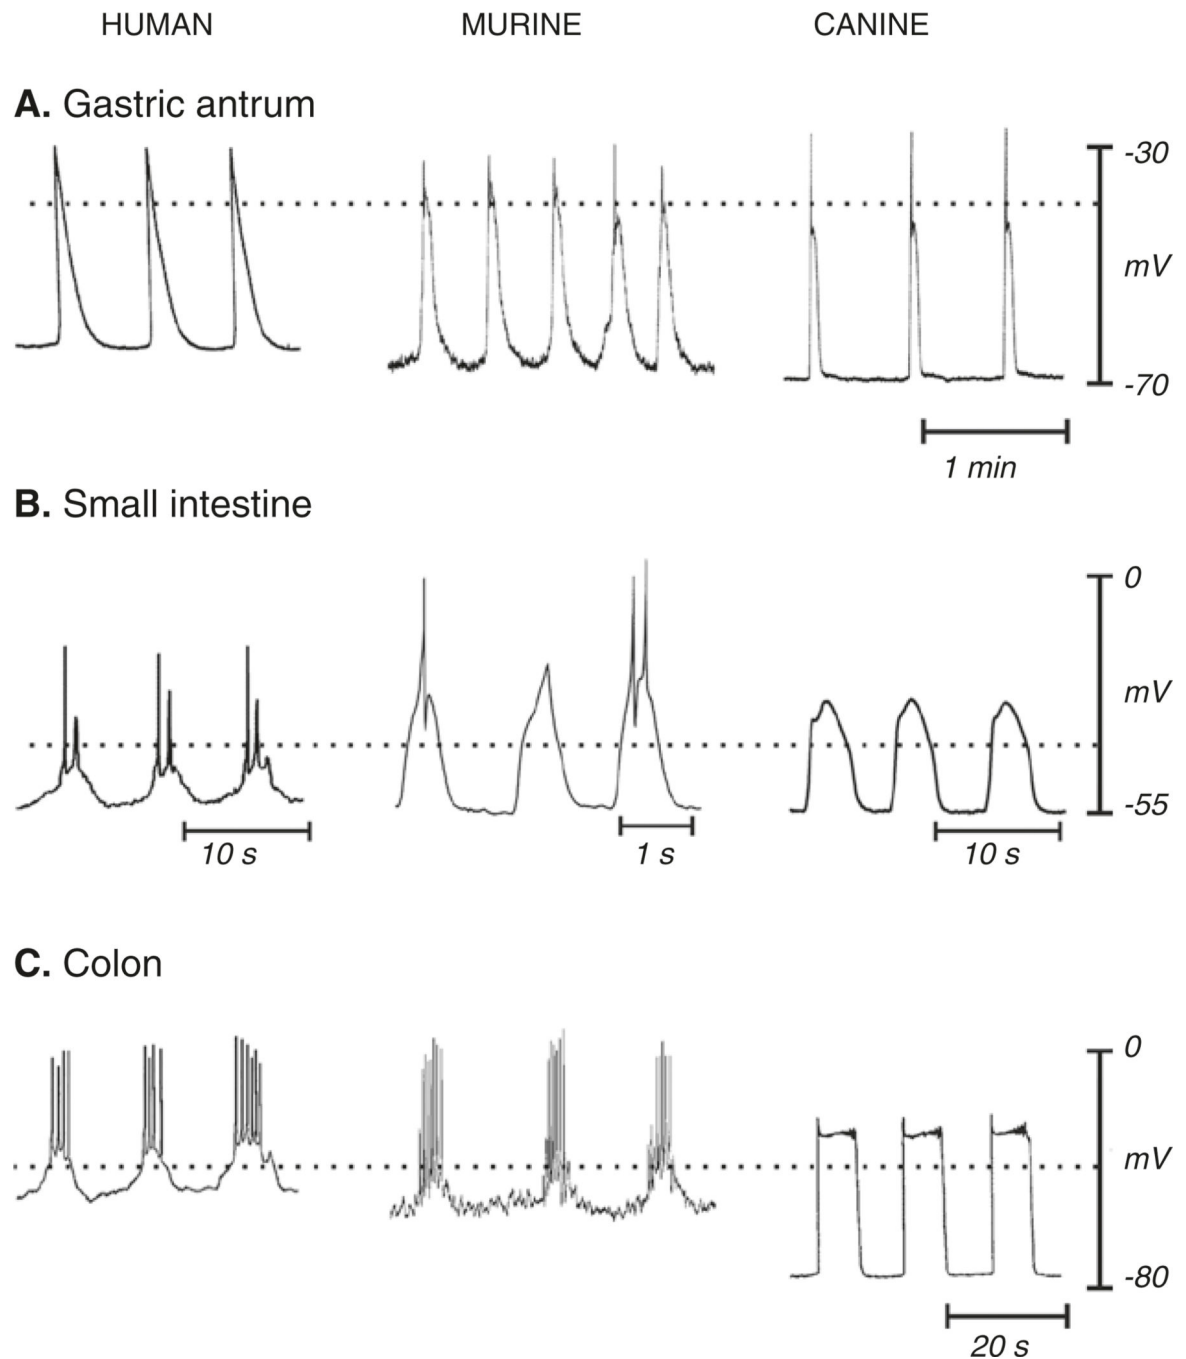 HUMAN MURINE CANINE
A. Gastric antrum
-30
mV
-70
1 min
B. Small intestine
0
mV
-55
10 s 1 s 10 s
C. Colon
0
mV
-80
20 s